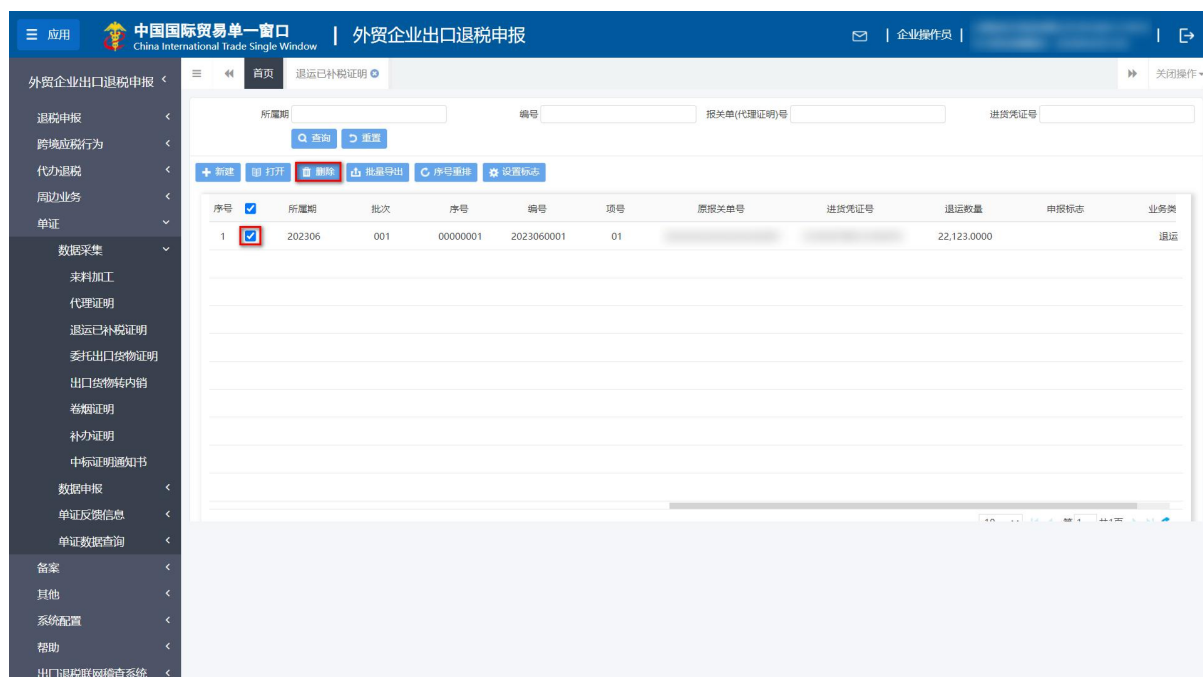 应用
中国国际贸易单一窗口
China International Trade Single Window
外贸企业出口退税申报
企业操作员
外贸企业出口退税申报
首页
退运已补税证明
关闭操作
退税申报
跨境应税行为
代办退税
周边业务
单证
数据采集
来料加工
代理证明
退运已补税证明
委托出口货物证明
出口货物转内销
卷烟证明
补办证明
中标证明通知书
数据申报
单证反馈信息
单证数据查询
备案
其他
系统配置
帮助
出口退税联网稽查系统
所属期 编号 报关单(代理证明)号 进货凭证号
查询 重置
新建 打开 删除 批量导出 序号重排 设置标志
序号 所属期 批次 序号 编号 项号 原报关单号 进货凭证号 退运数量 申报标志 业务类
1 202306 001 00000001 2023060001 01 22,123.0000 退运